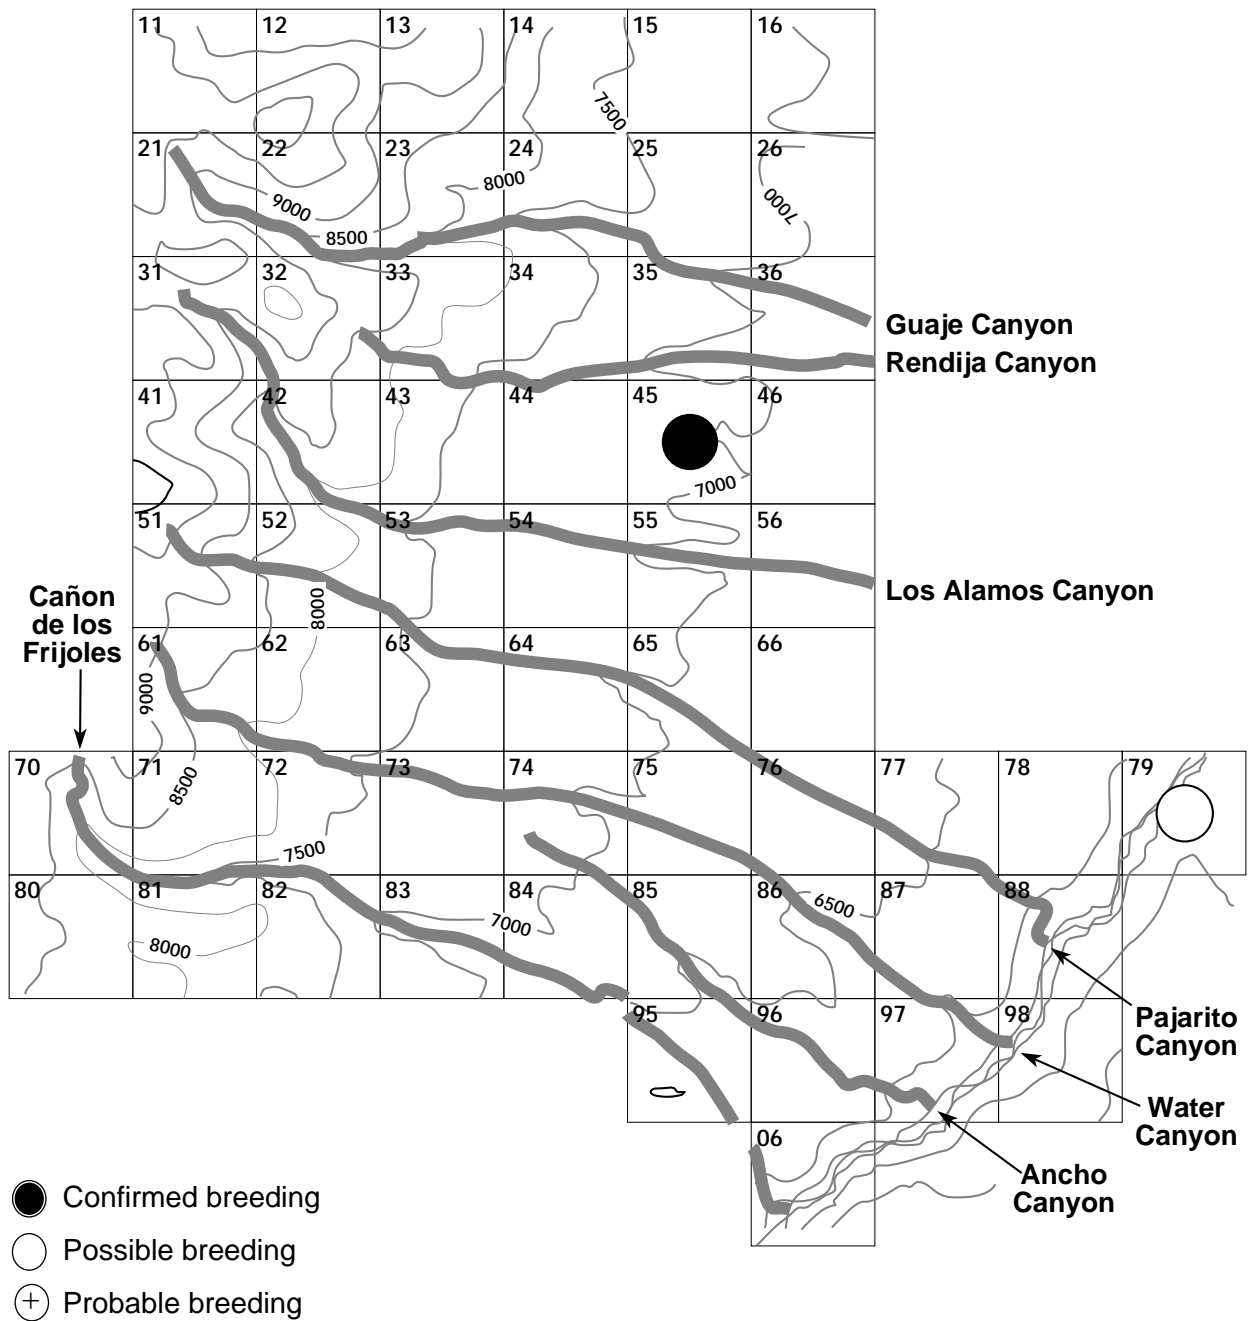 11 12 13 14 15 16
7500
21 22 23 24 25 26
8000
9000
7000
8500
31 32 33 34 35 36
Guaje Canyon
Rendija Canyon
41 42 43 44 45 46
7000
51 52 53 54 55 56
Los Alamos Canyon
Cañon
de los
Frijoles
8000
61 62 63 64 65 66
9000
70 71 72 73 74 75 76 77 78 79
8500
7500
80 81 82 83 84 85 86 87 88
6500
7000
8000
95 96 97 98
Pajarito
Canyon
Water
Canyon
06
Ancho
Canyon
Confirmed breeding
Possible breeding
Probable breeding